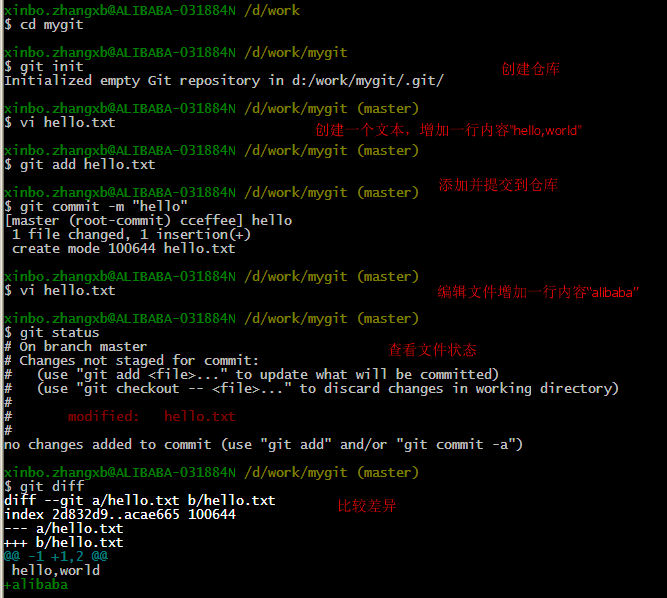 xinbo.zhangxb@ALIBABA-031884N /d/work
$ cd mygit
xinbo.zhangxb@ALIBABA-031884N /d/work/mygit
$ git init
创建仓库
Initialized empty Git repository in d:/work/mygit/.git/
xinbo.zhangxb@ALIBABA-031884N /d/work/mygit (master)
$ vi hello.txt
创建一个文本，增加一行内容"hello,world"
xinbo.zhangxb@ALIBABA-031884N /d/work/mygit (master)
$ git add hello.txt
添加并提交到仓库
xinbo.zhangxb@ALIBABA-031884N /d/work/mygit (master)
$ git commit -m "hello"
[master (root-commit) cceffee] hello
 1 file changed, 1 insertion(+)
 create mode 100644 hello.txt
xinbo.zhangxb@ALIBABA-031884N /d/work/mygit (master)
$ vi hello.txt
编辑文件增加一行内容"alibaba"
xinbo.zhangxb@ALIBABA-031884N /d/work/mygit (master)
$ git status
# On branch master
查看文件状态
# Changes not staged for commit:
#   (use "git add <file>..." to update what will be committed)
#   (use "git checkout -- <file>..." to discard changes in working directory)
#
#       modified:   hello.txt
#
no changes added to commit (use "git add" and/or "git commit -a")
xinbo.zhangxb@ALIBABA-031884N /d/work/mygit (master)
$ git diff
diff --git a/hello.txt b/hello.txt
比较差异
index 2d832d9..acae665 100644
--- a/hello.txt
+++ b/hello.txt
@@ -1 +1,2 @@
 hello,world
+alibaba